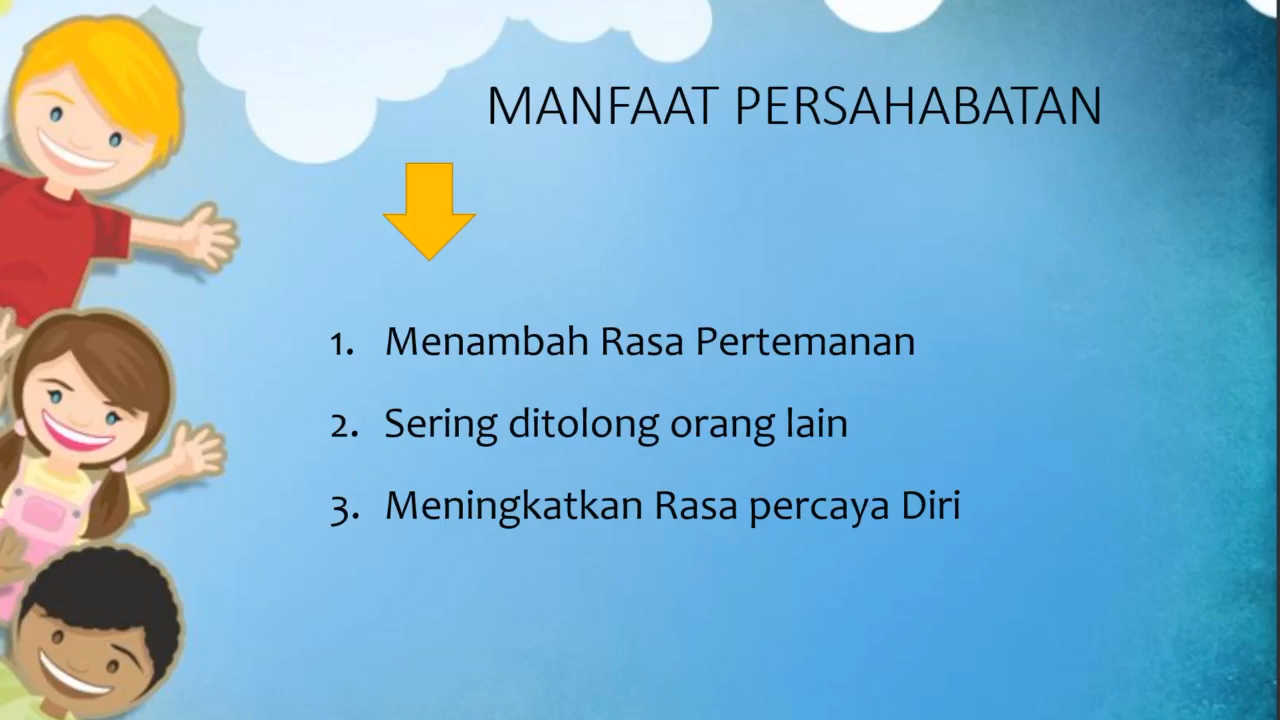 MANFAAT PERSAHABATAN
1. Menambah Rasa Pertemanan
2. Sering ditolong orang lain
3. Meningkatkan Rasa percaya Diri